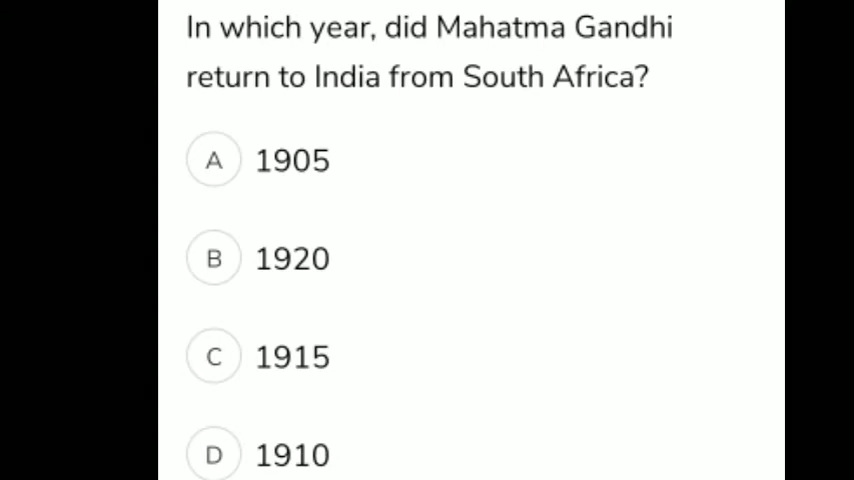 In which year, did Mahatma Gandhi
return to India from South Africa?
A 1905
B 1920
C 1915
D 1910